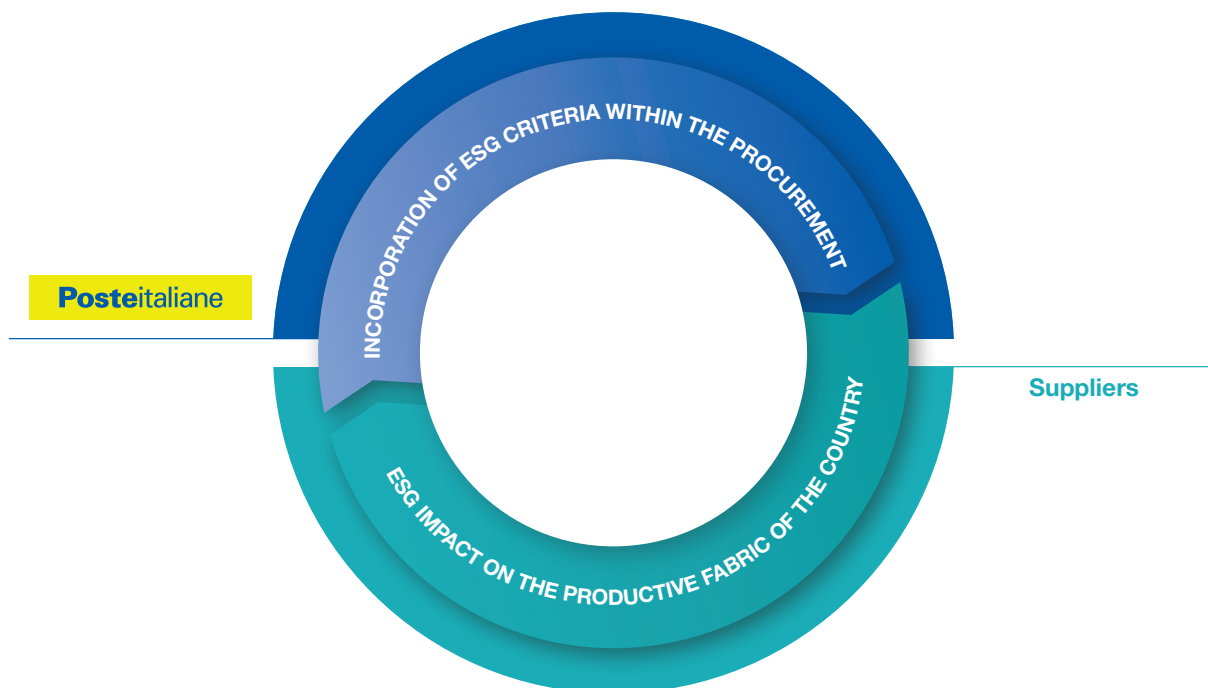 INCORPORATION OF ESG CRITERIA WITHIN THE PROCUREMENT
Posteitaliane
Suppliers
ESG IMPACT ON THE PRODUCTIVE FABRIC OF THE COUNTRY